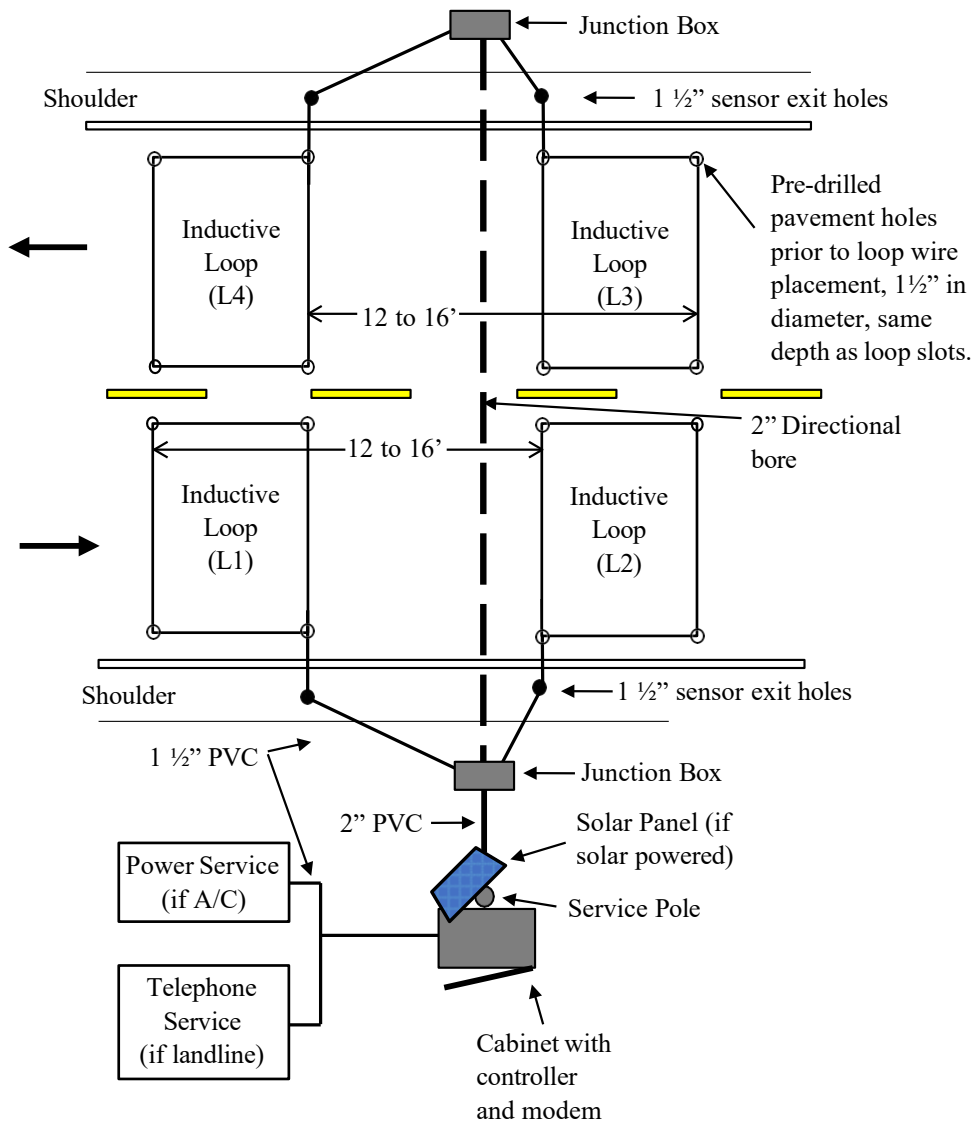 Junction Box
Shoulder
1 ½” sensor exit holes
Inductive
Loop
(L4)
Inductive
Loop
(L3)
Pre-drilled
pavement holes
prior to loop wire
placement, 1½” in
diameter, same
depth as loop slots.
12 to 16’
2” Directional
bore
12 to 16’
Inductive
Loop
(L1)
Inductive
Loop
(L2)
Shoulder
1 ½” sensor exit holes
1 ½” PVC
Junction Box
2” PVC
Solar Panel (if
solar powered)
Power Service
(if A/C)
Service Pole
Telephone
Service
(if landline)
Cabinet with
controller
and modem